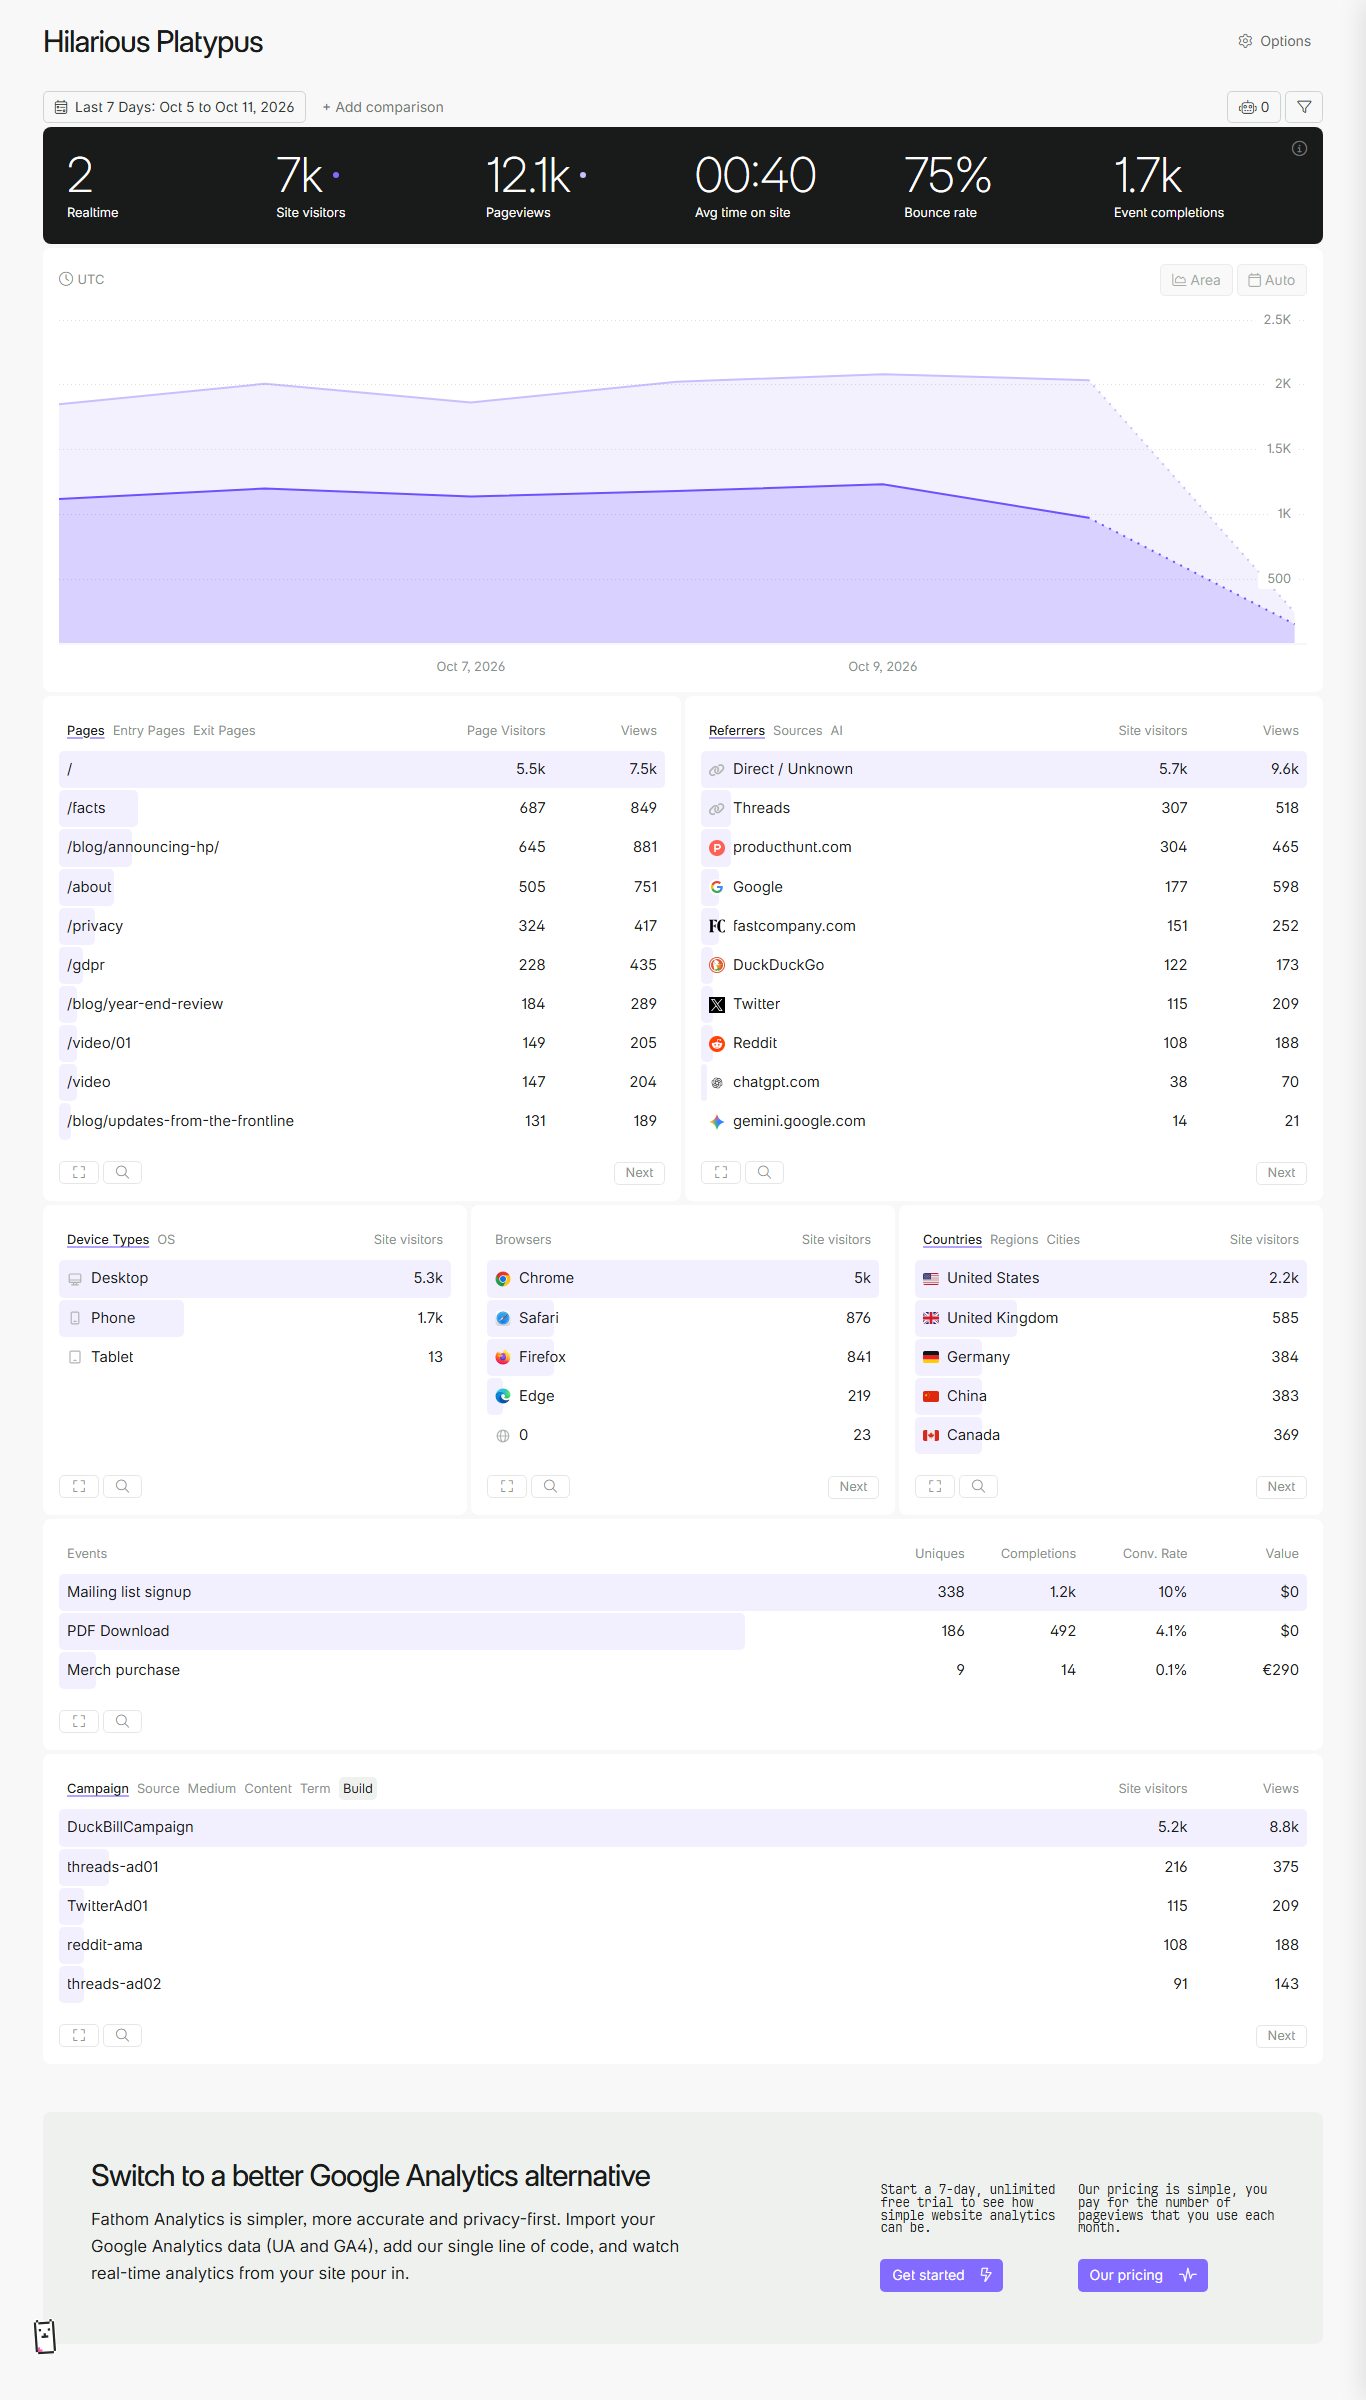 Hilarious Platypus
Options
Last 7 Days: Oct 5 to Oct 11, 2026
+ Add comparison
0
2 7k 12.1k 00:40 75% 1.7k
Realtime Site visitors Pageviews Avg time on site Bounce rate Event completions
UTC
Area Auto
2.5K
2K
1.5K
1K
500
Oct 7, 2026 Oct 9, 2026
Pages Entry Pages Exit Pages Page Visitors Views
/ 5.5k 7.5k
/facts 687 849
/blog/announcing-hp/ 645 881
/about 505 751
/privacy 324 417
/gdpr 228 435
/blog/year-end-review 184 289
/video/01 149 205
/video 147 204
/blog/updates-from-the-frontline 131 189
Next
Referrers Sources AI Site visitors Views
Direct / Unknown 5.7k 9.6k
Threads 307 518
producthunt.com 304 465
Google 177 598
fastcompany.com 151 252
DuckDuckGo 122 173
Twitter 115 209
Reddit 108 188
chatgpt.com 38 70
gemini.google.com 14 21
Next
Device Types OS Site visitors
Desktop 5.3k
Phone 1.7k
Tablet 13
Browsers Site visitors
Chrome 5k
Safari 876
Firefox 841
Edge 219
0 23
Next
Countries Regions Cities Site visitors
United States 2.2k
United Kingdom 585
Germany 384
China 383
Canada 369
Next
Events Uniques Completions Conv. Rate Value
Mailing list signup 338 1.2k 10% $0
PDF Download 186 492 4.1% $0
Merch purchase 9 14 0.1% €290
Campaign Source Medium Content Term Build Site visitors Views
DuckBillCampaign 5.2k 8.8k
threads-ad01 216 375
TwitterAd01 115 209
reddit-ama 108 188
threads-ad02 91 143
Next
Switch to a better Google Analytics alternative
Fathom Analytics is simpler, more accurate and privacy-first. Import your
Google Analytics data (UA and GA4), add our single line of code, and watch
real-time analytics from your site pour in.
Start a 7-day, unlimited
free trial to see how
simple website analytics
can be.
Get started
Our pricing is simple, you
pay for the number of
pageviews that you use each
month.
Our pricing